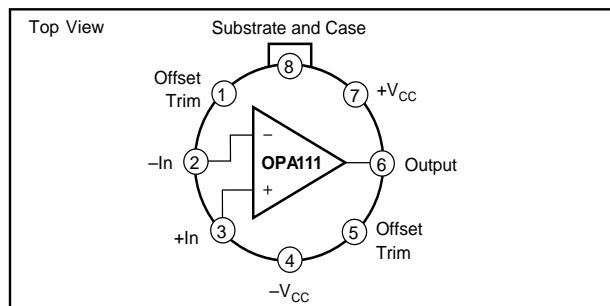 Top View
Substrate and Case
8
Offset
Trim
1
7
+VCC
2
–In
–
OPA111
+
6
Output
3
+In
5
Offset
Trim
4
–VCC